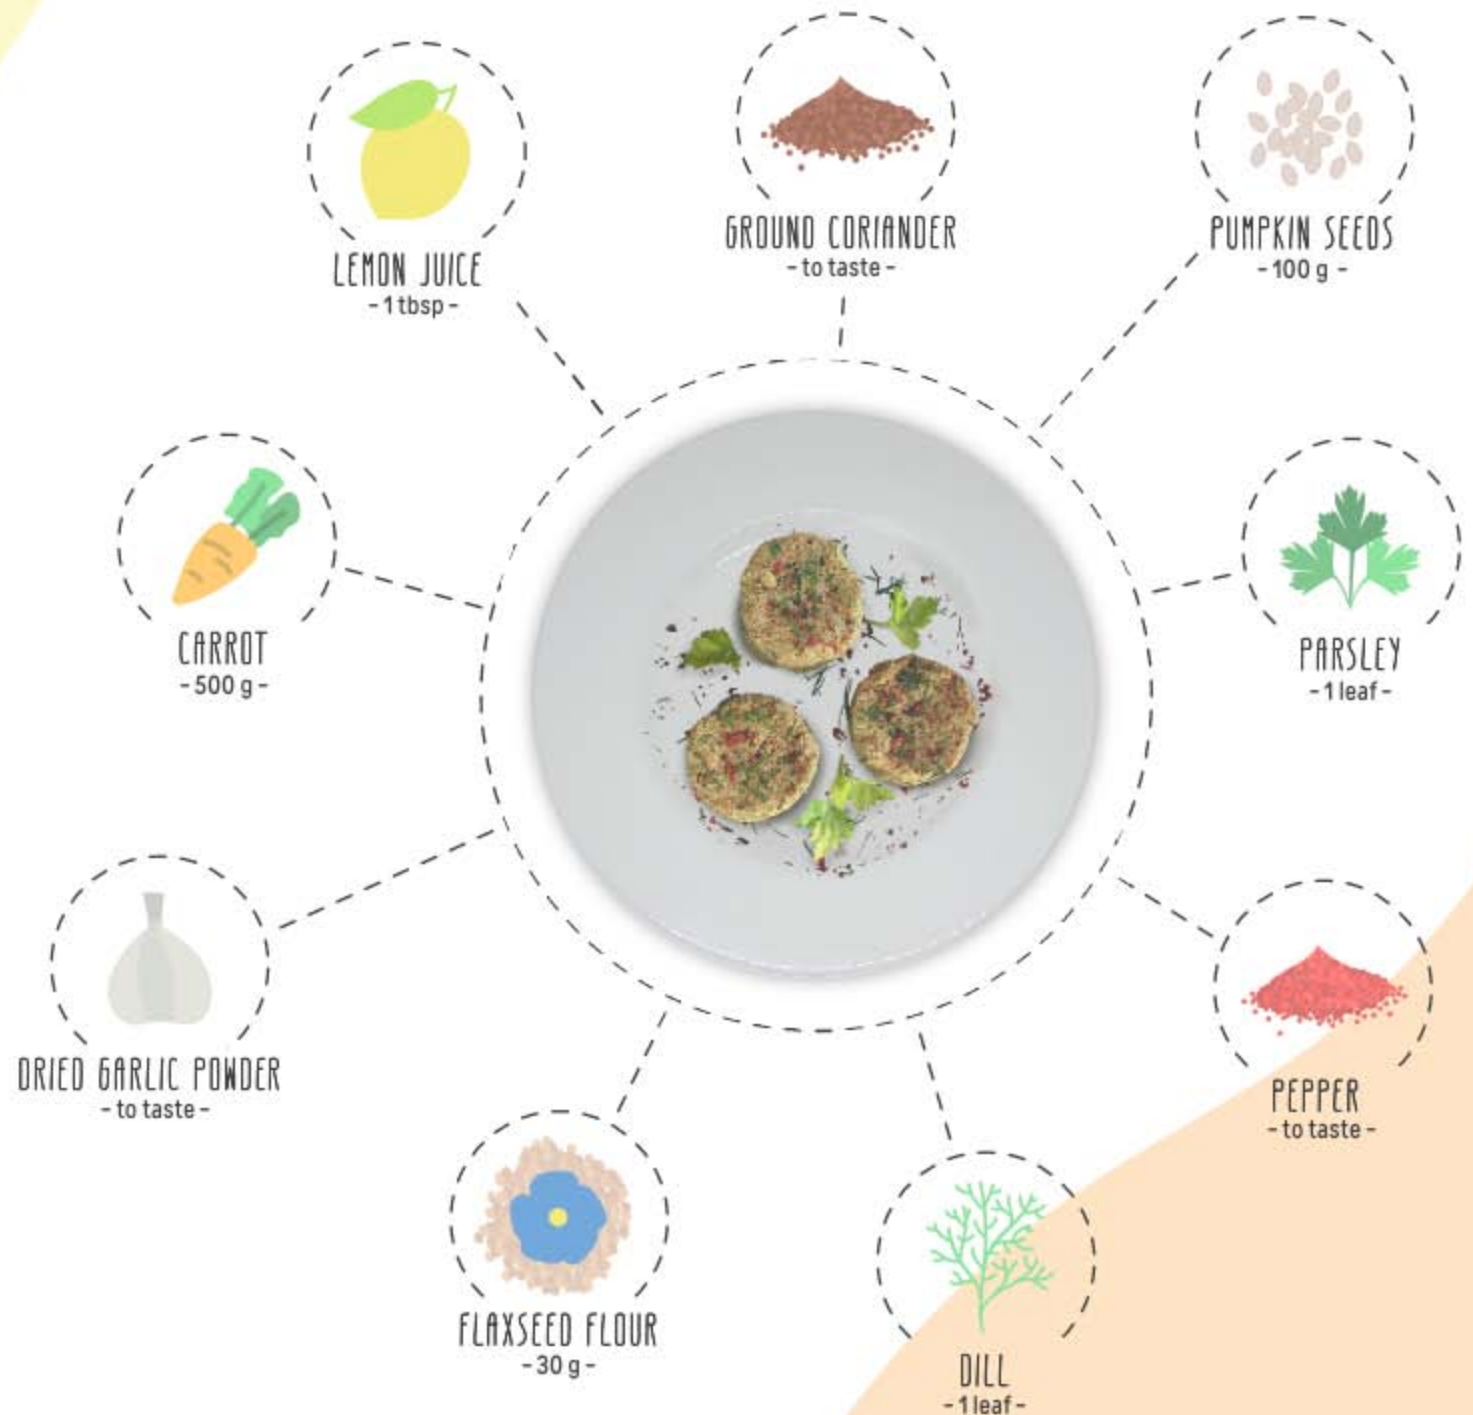 LEMON JUICE
- 1 tbsp -
GROUND CORIANDER
- to taste -
PUMPKIN SEEDS
- 100 g -
CARROT
- 500 g -
PARSLEY
- 1 leaf -
DRIED GARLIC POWDER
- to taste -
PEPPER
- to taste -
FLAXSEED FLOUR
- 30 g -
DILL
- 1 leaf -